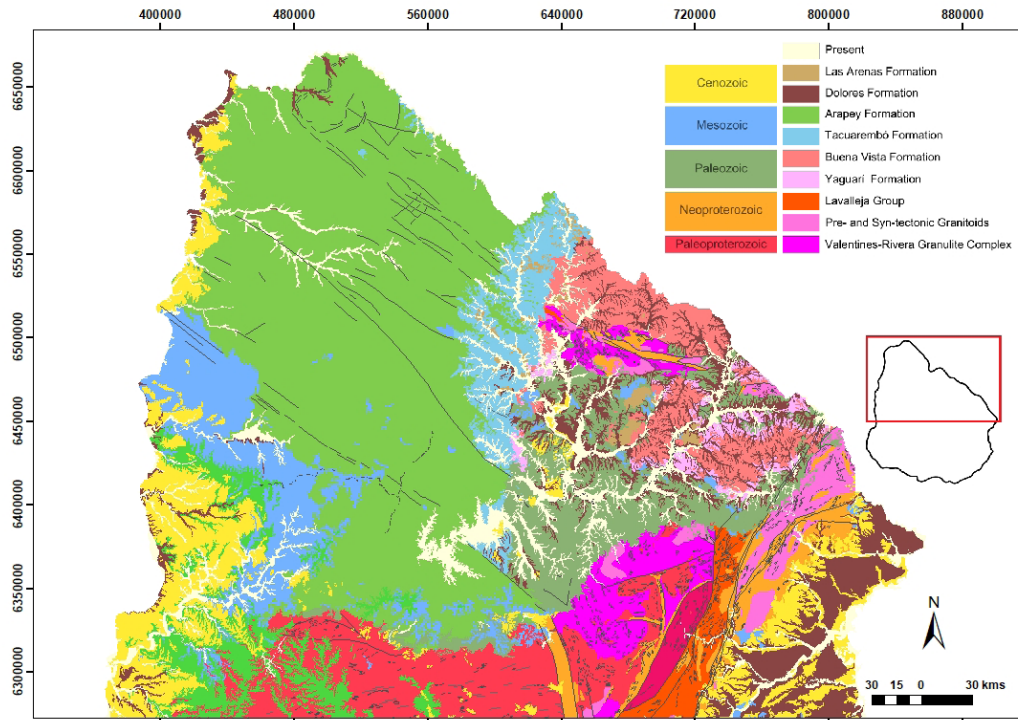 400000 480000 560000 640000 720000 800000 880000
6650000
6600000
6550000
6500000
6450000
6400000
6350000
6300000
Cenozoic
Mesozoic
Paleozoic
Neoproterozoic
Paleoproterozoic
Present
Las Arenas Formation
Dolores Formation
Arapey Formation
Tacuarembó Formation
Buena Vista Formation
Yaguarí Formation
Lavalleja Group
Pre- and Syn-tectonic Granitoids
Valentines-Rivera Granulite Complex
N
30 15 0 30 kms